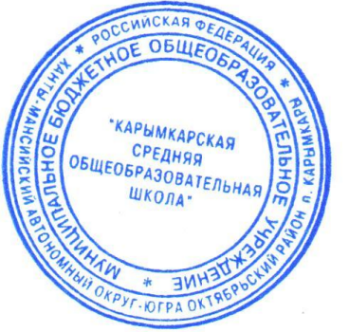 * РОССИЙСКАЯ ФЕДЕРАЦИЯ *
ХАНТЫ-МАНСИЙСКИЙ АВТОНОМНЫЙ ОКРУГ-ЮГРА ОКТЯБРЬСКИЙ РАЙОН п. КАРЫМКАРЫ
* МУНИЦИПАЛЬНОЕ БЮДЖЕТНОЕ ОБЩЕОБРАЗОВАТЕЛЬНОЕ УЧРЕЖДЕНИЕ
"КАРЫМКАРСКАЯ
СРЕДНЯЯ
ОБЩЕОБРАЗОВАТЕЛЬНАЯ
ШКОЛА"